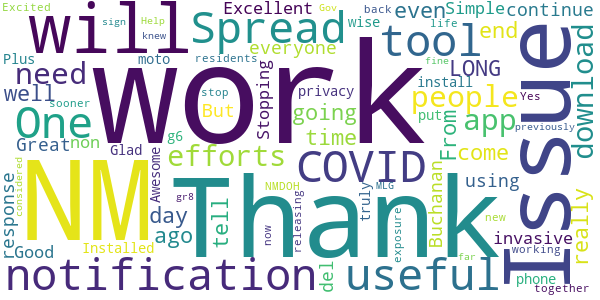 Excited
sign
Help
knew
Gov
life
back
will
Spread
Excellent
even
Simple
continue
wise
everyone
Plus
residents
moto
stop
tool
end
LONG
fine
install
Yes
previously
need
well
One
work
Issue
Stopping
privacy
going
time
But
people
put
app
From
download
Great
non
g6
sooner
Glad
efforts
COVID
come
really
response
considered
NM
Thank
day
ago
Awesome
tell
gr8
NMDOH
now
releasing
truly
MLG
exposure
Buchanan
using
invasive
new
working
Good
Installed
notification
del
useful
far
phone
together